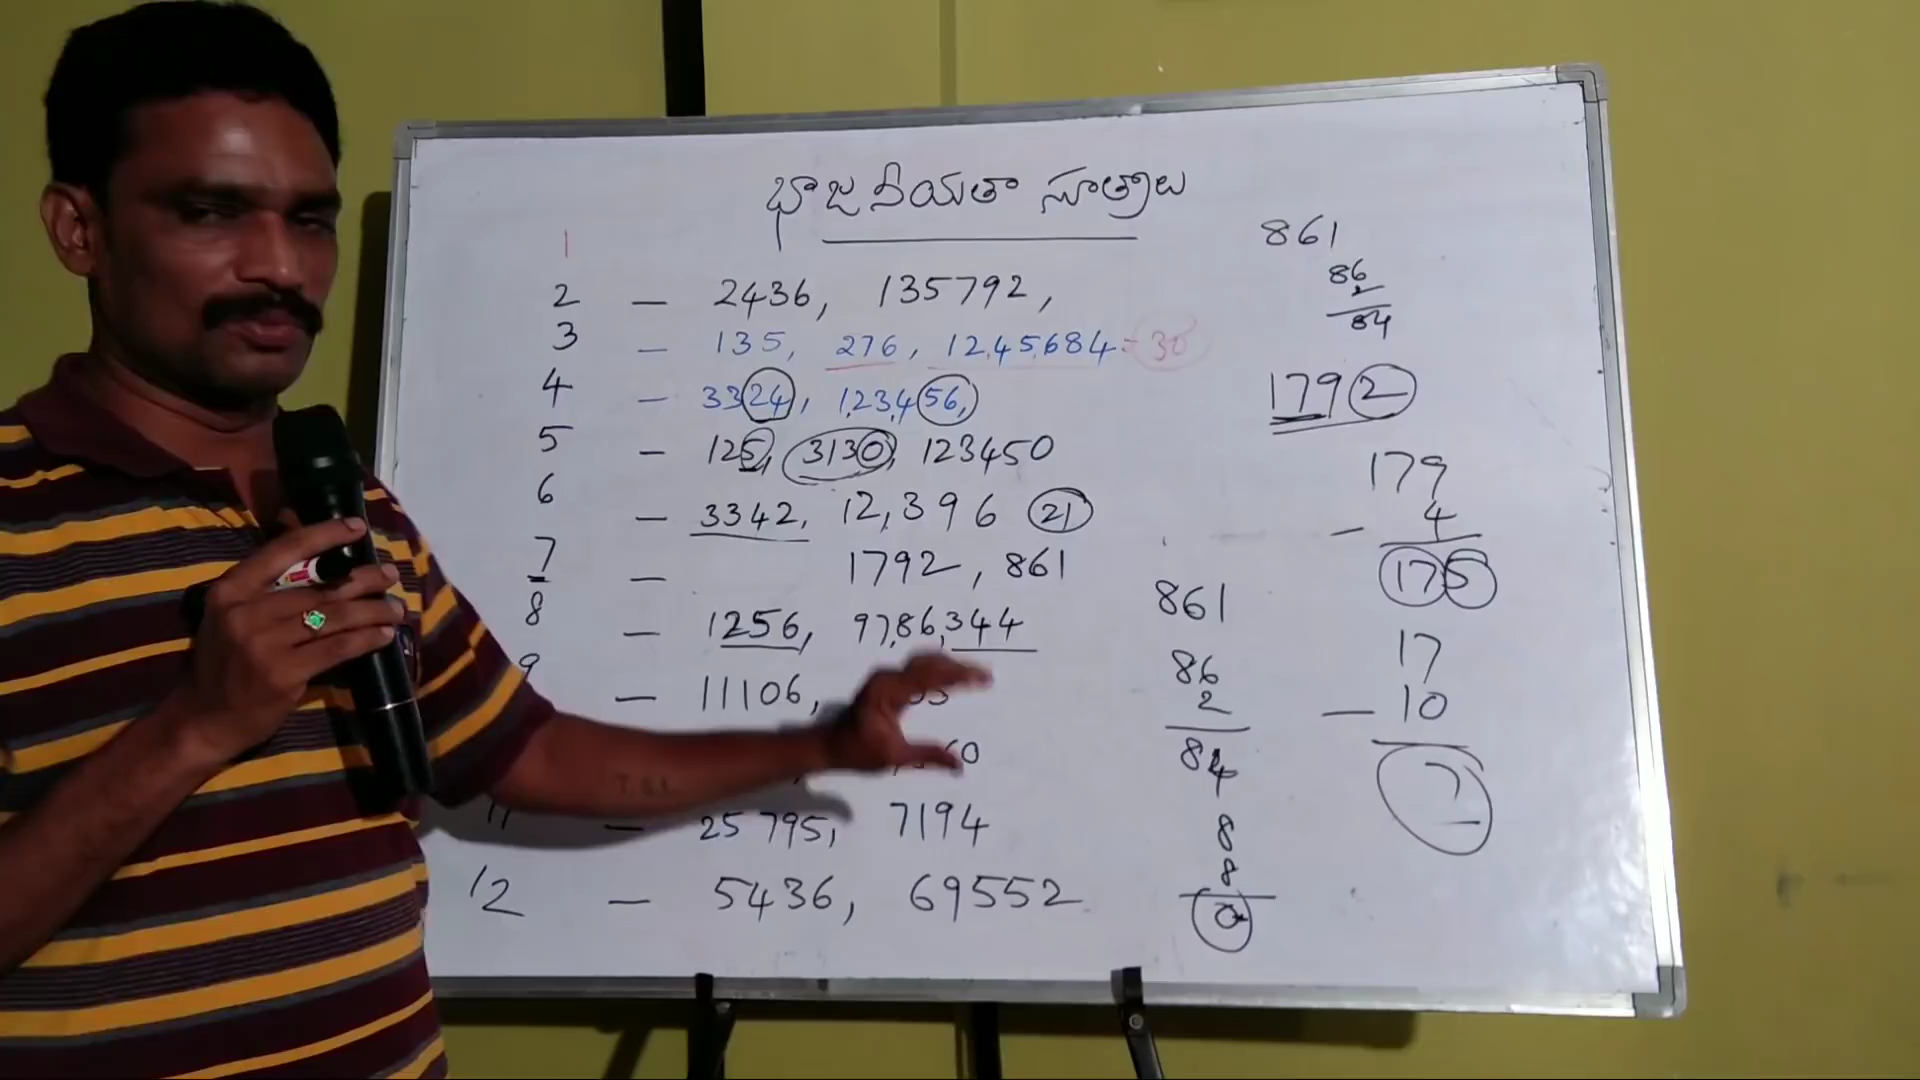 భాజనీయతా సూత్రాలు
1
2 — 2436, 135792,
3 — 135, 276, 12,45,684 = 30
4 — 3324, 1,23,456,
5 — 125, 3130, 123450
6 — 3342, 12,396 21
7 — 1792, 861
8 — 1256, 97,86,344
9 — 11106,
11 — 25795, 7194
12 — 5436, 69552
861
86
2
84
861
86
2
84
8
8
0
1792
179
— 4
175
17
— 10
7